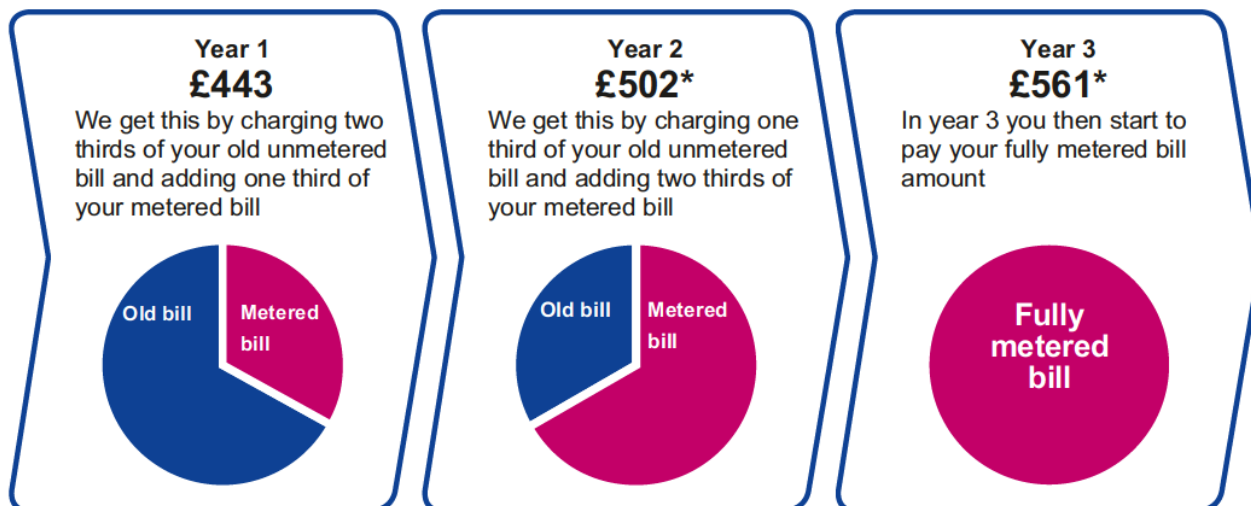 Year 1
£443
We get this by charging two
thirds of your old unmetered
bill and adding one third of
your metered bill
Old bill
Metered
bill
Year 2
£502*
We get this by charging one
third of your old unmetered
bill and adding two thirds of
your metered bill
Old bill
Metered
bill
Year 3
£561*
In year 3 you then start to
pay your fully metered bill
amount
Fully
metered
bill